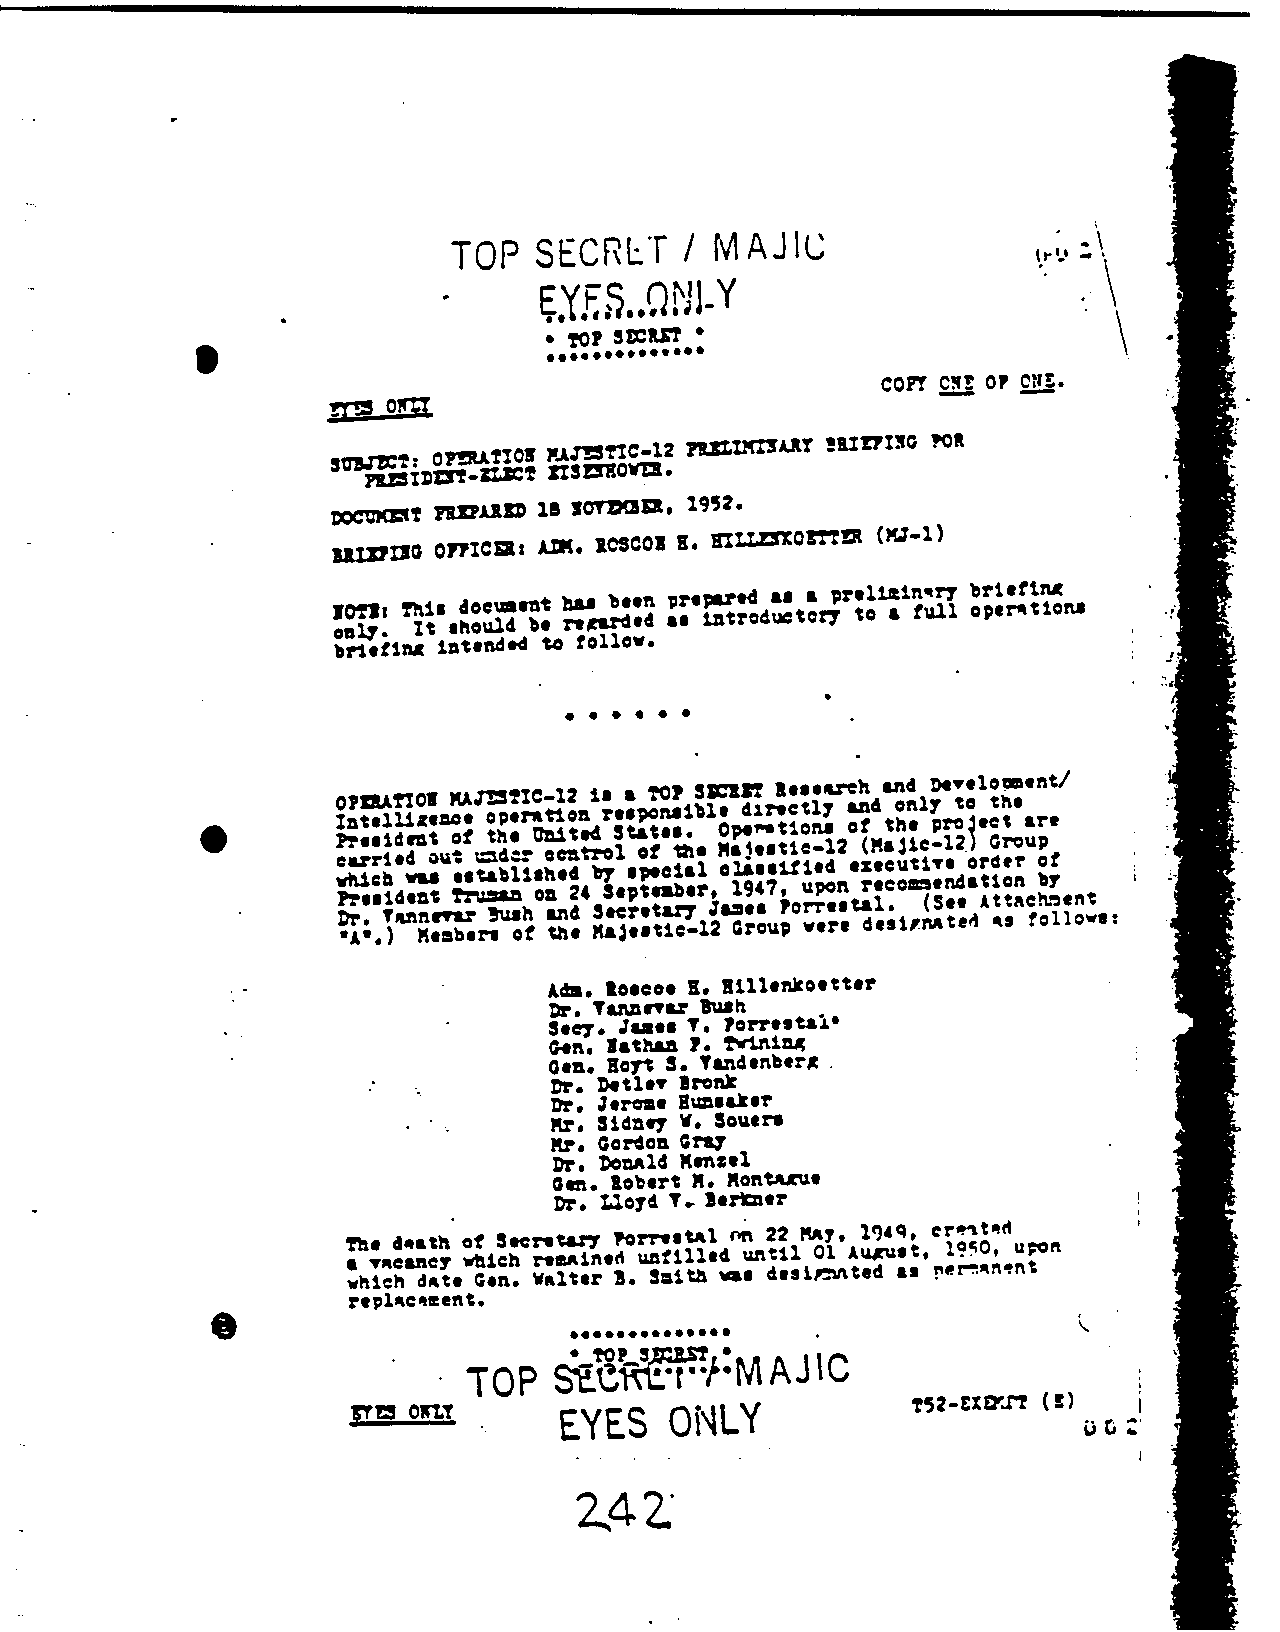 TOP SECRET / MAJIC
EYES ONLY
* TOP SECRET *
COPY ONE OF ONE.
EYES ONLY
SUBJECT: OPERATION MAJESTIC-12 PRELIMINARY BRIEFING FOR
PRESIDENT-ELECT EISENHOWER.
DOCUMENT PREPARED 18 NOVEMBER, 1952.
BRIEFING OFFICER: ADM. ROSCOE H. HILLENKOETTER (MJ-1)
NOTE: This document has been prepared as a preliminary briefing
only. It should be regarded as introductory to a full operations
briefing intended to follow.
* * * * * *
OPERATION MAJESTIC-12 is a TOP SECRET Research and Development/
Intelligence operation responsible directly and only to the
President of the United States. Operations of the project are
carried out under control of the Majestic-12 (Majic-12) Group
which was established by special classified executive order of
President Truman on 24 September, 1947, upon recommendation by
Dr. Vannevar Bush and Secretary James Forrestal. (See Attachment
"A".) Members of the Majestic-12 Group were designated as follows:
Adm. Roscoe H. Hillenkoetter
Dr. Vannevar Bush
Secy. James V. Forrestal*
Gen. Nathan F. Twining
Gen. Hoyt S. Vandenberg
Dr. Detlev Bronk
Dr. Jerome Hunsaker
Mr. Sidney W. Souers
Mr. Gordon Gray
Dr. Donald Menzel
Gen. Robert M. Montague
Dr. Lloyd V. Berkner
The death of Secretary Forrestal on 22 May, 1949, created
a vacancy which remained unfilled until 01 August, 1950, upon
which date Gen. Walter B. Smith was designated as permanent
replacement.
* TOP SECRET *
TOP SECRET / MAJIC
EYES ONLY
EYES ONLY
T52-EXEMPT (E)
002
242